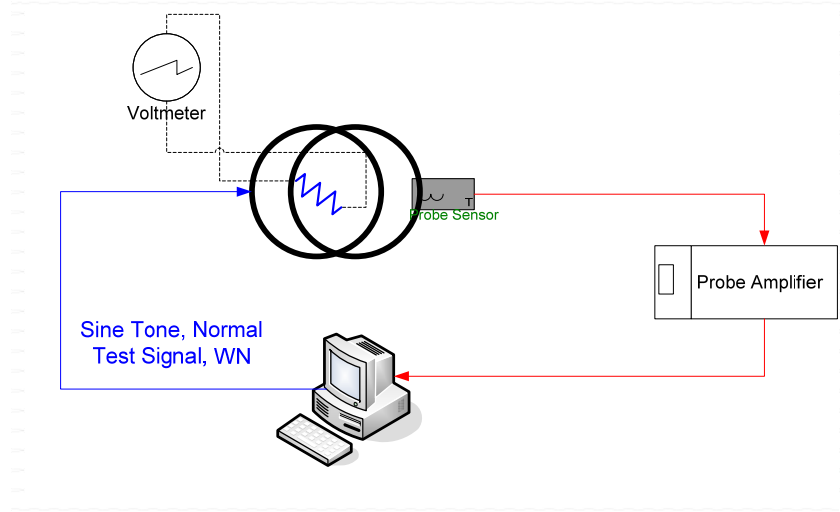 Voltmeter
T
Probe Sensor
Probe Amplifier
Sine Tone, Normal
Test Signal, WN